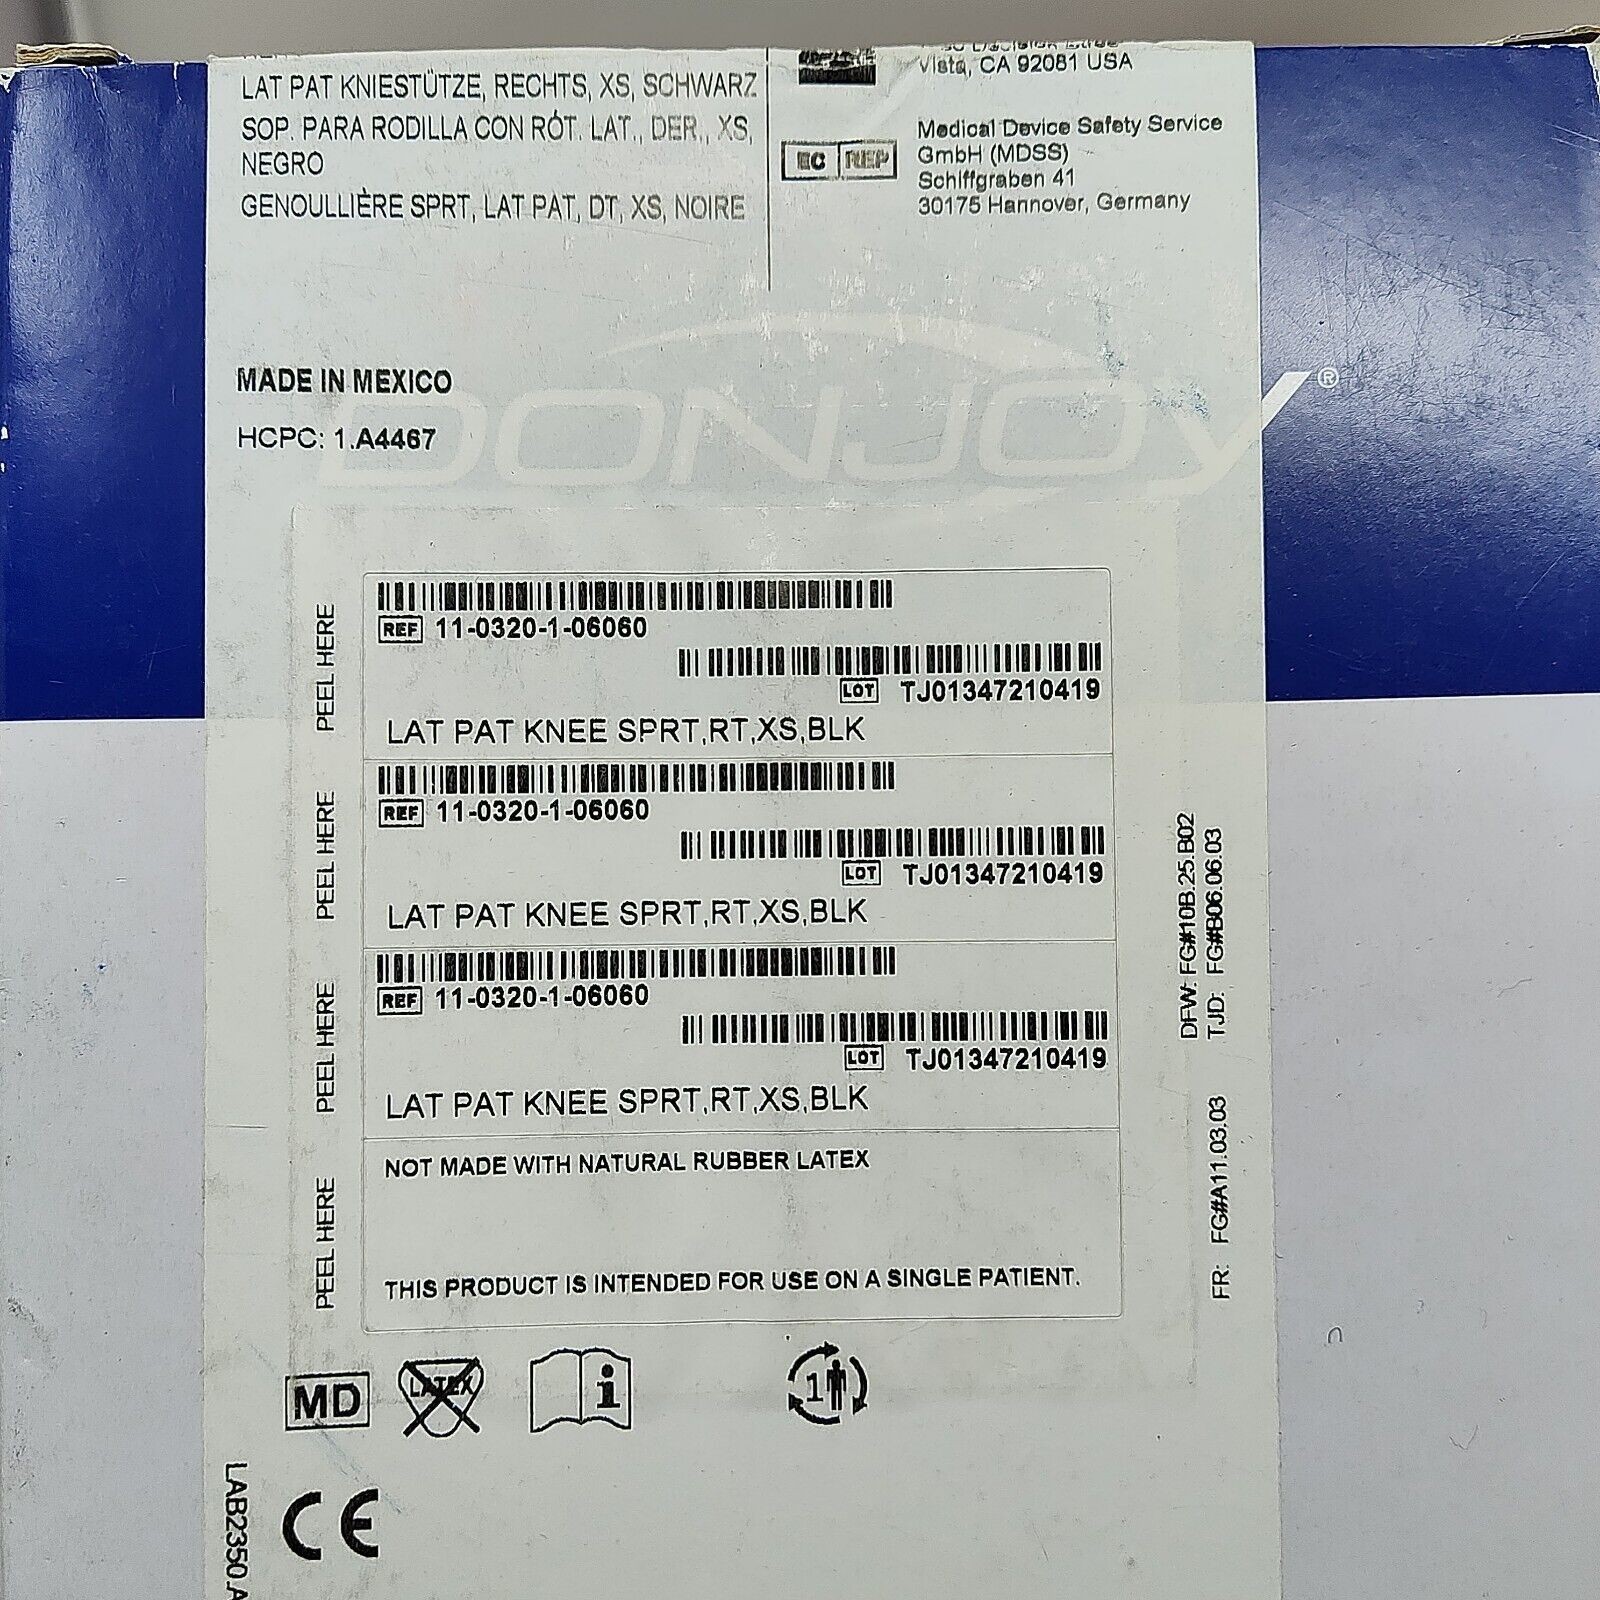 LAT PAT KNIESTÜTZE, RECHTS, XS, SCHWARZ
SOP. PARA RODILLA CON RÓT. LAT., DER., XS,
NEGRO
GENOULLIÈRE SPRT, LAT PAT, DT, XS, NOIRE
Vista, CA 92081 USA
EC REP
Medical Device Safety Service
GmbH (MDSS)
Schiffgraben 41
30175 Hannover, Germany
MADE IN MEXICO
HCPC: 1.A4467
DONJOY®
PEEL HERE
REF 11-0320-1-06060
LOT TJ01347210419
LAT PAT KNEE SPRT,RT,XS,BLK
PEEL HERE
REF 11-0320-1-06060
LOT TJ01347210419
LAT PAT KNEE SPRT,RT,XS,BLK
PEEL HERE
REF 11-0320-1-06060
LOT TJ01347210419
LAT PAT KNEE SPRT,RT,XS,BLK
PEEL HERE
NOT MADE WITH NATURAL RUBBER LATEX
THIS PRODUCT IS INTENDED FOR USE ON A SINGLE PATIENT.
DFW: FG#10B.25.B02
TJD: FG#B06.06.03
FR: FG#A11.03.03
MD
LATEX
i
1
CE
LAB2350.A